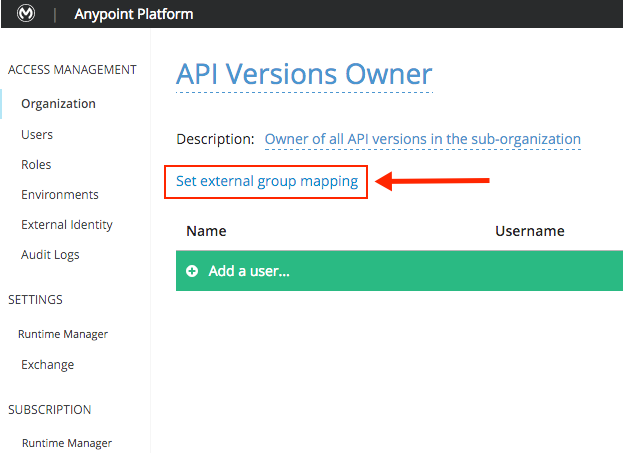 Anypoint Platform
ACCESS MANAGEMENT
Organization
Users
Roles
Environments
External Identity
Audit Logs
SETTINGS
Runtime Manager
Exchange
SUBSCRIPTION
Runtime Manager
API Versions Owner
Description: Owner of all API versions in the sub-organization
Set external group mapping
Name Username
Add a user...